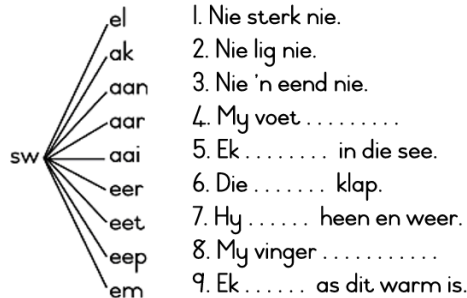 el
ak
aan
aar
sw aai
eer
eet
eep
em
1. Nie sterk nie.
2. Nie lig nie.
3. Nie 'n eend nie.
4. My voet . . . . . . . . .
5. Ek . . . . . . . . in die see.
6. Die . . . . . . . klap.
7. Hy . . . . . . heen en weer.
8. My vinger . . . . . . . . . . .
9. Ek . . . . . . as dit warm is.